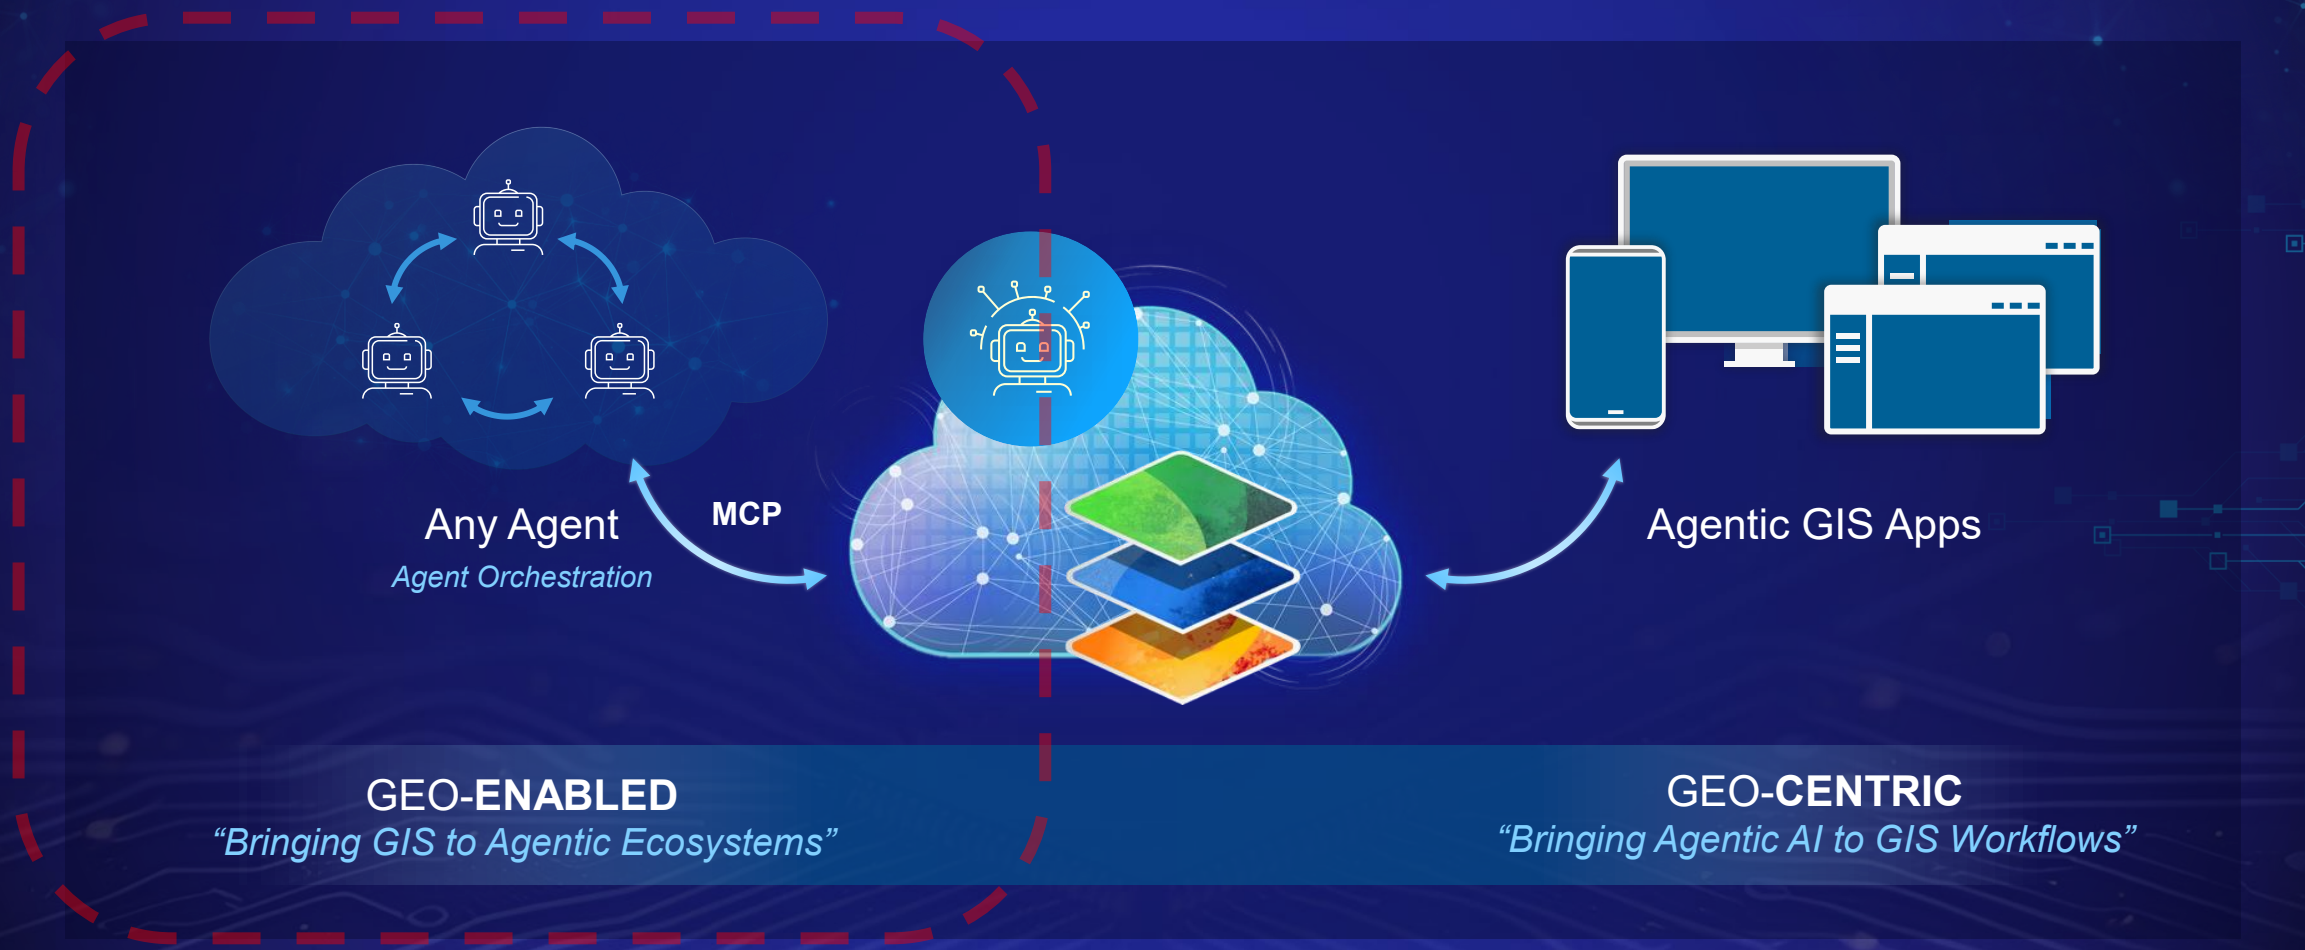 MCP
Any Agent
Agent Orchestration
Agentic GIS Apps
GEO-ENABLED
“Bringing GIS to Agentic Ecosystems”
GEO-CENTRIC
“Bringing Agentic AI to GIS Workflows”